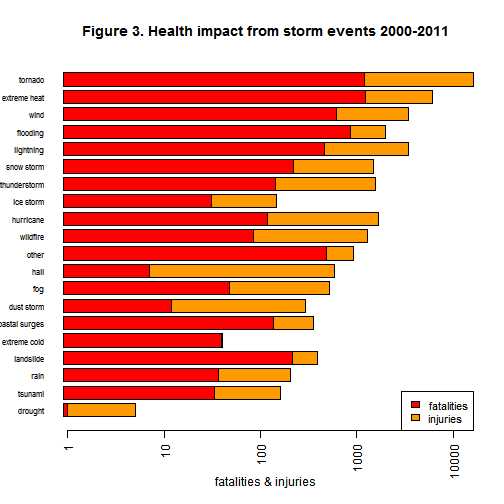 Figure 3. Health impact from storm events 2000-2011
tornado
extreme heat
wind
flooding
lightning
snow storm
thunderstorm
ice storm
hurricane
wildfire
other
hail
fog
dust storm
oastal surges
extreme cold
landslide
rain
tsunami
drought
fatalities
injuries
1
10
100
1000
10000
fatalities & injuries